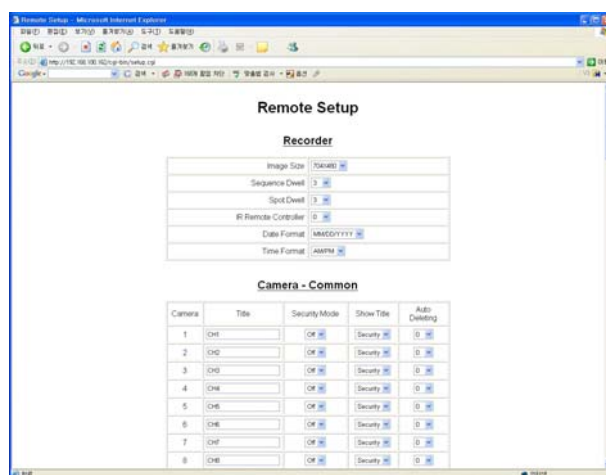 Remote Setup - Microsoft Internet Explorer
Google
Remote Setup
Recorder
Image Size 704X480
Sequence Dwell 3
Spot Dwell 3
IR Remote Controller 0
Date Format MM/DD/YYYY
Time Format AM/PM
Camera - Common
Camera Title Security Mode Show Title Auto Deleting
1 CH1 Off Security 0
2 CH2 Off Security 0
3 CH3 Off Security 0
4 CH4 Off Security 0
5 CH5 Off Security 0
6 CH6 Off Security 0
7 CH7 Off Security 0
8 CH8 Off Security 0